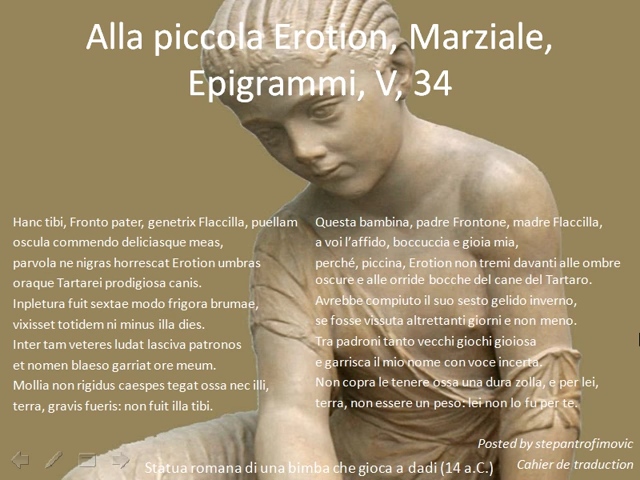 Alla piccola Erotion, Marziale,
Epigrammi, V, 34
Hanc tibi, Fronto pater, genetrix Flaccilla, puellam
oscula commendo deliciasque meas,
parvola ne nigras horrescat Erotion umbras
oraque Tartarei prodigiosa canis.
Inpletura fuit sextae modo frigora brumae,
vixisset totidem ni minus illa dies.
Inter tam veteres ludat lasciva patronos
et nomen blaeso garriat ore meum.
Mollia non rigidus caespes tegat ossa nec illi,
terra, gravis fueris: non fuit illa tibi.
Questa bambina, padre Frontone, madre Flaccilla,
a voi l'affido, boccuccia e gioia mia,
perché, piccina, Erotion non tremi davanti alle ombre
oscure e alle orride bocche del cane del Tartaro.
Avrebbe compiuto il suo sesto gelido inverno,
se fosse vissuta altrettanti giorni e non meno.
Tra padroni tanto vecchi giochi gioiosa
e garrisca il mio nome con voce incerta.
Non copra le tenere ossa una dura zolla, e per lei,
terra, non essere un peso: lei non lo fu per te.
Posted by stepantrofimovic
Cahier de traduction
Statua romana di una bimba che gioca a dadi (14 a.C.)